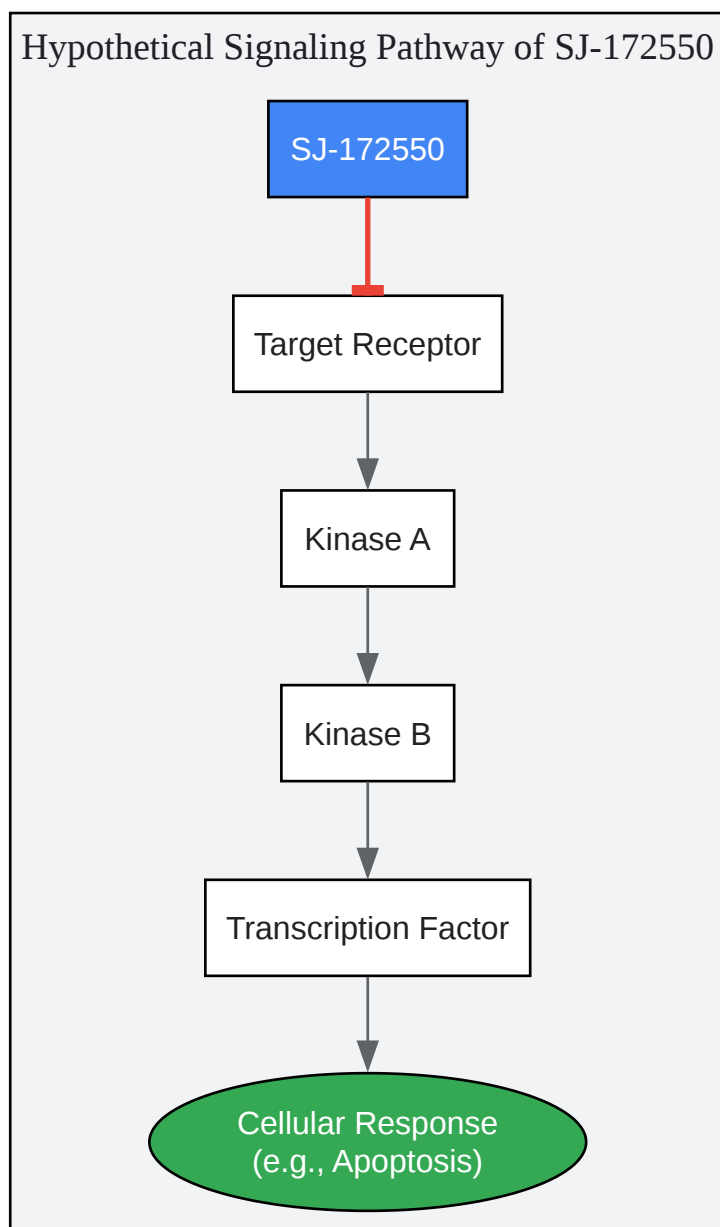 Hypothetical Signaling Pathway of SJ-172550
SJ-172550
Target Receptor
Kinase A
Kinase B
Transcription Factor
Cellular Response
(e.g., Apoptosis)